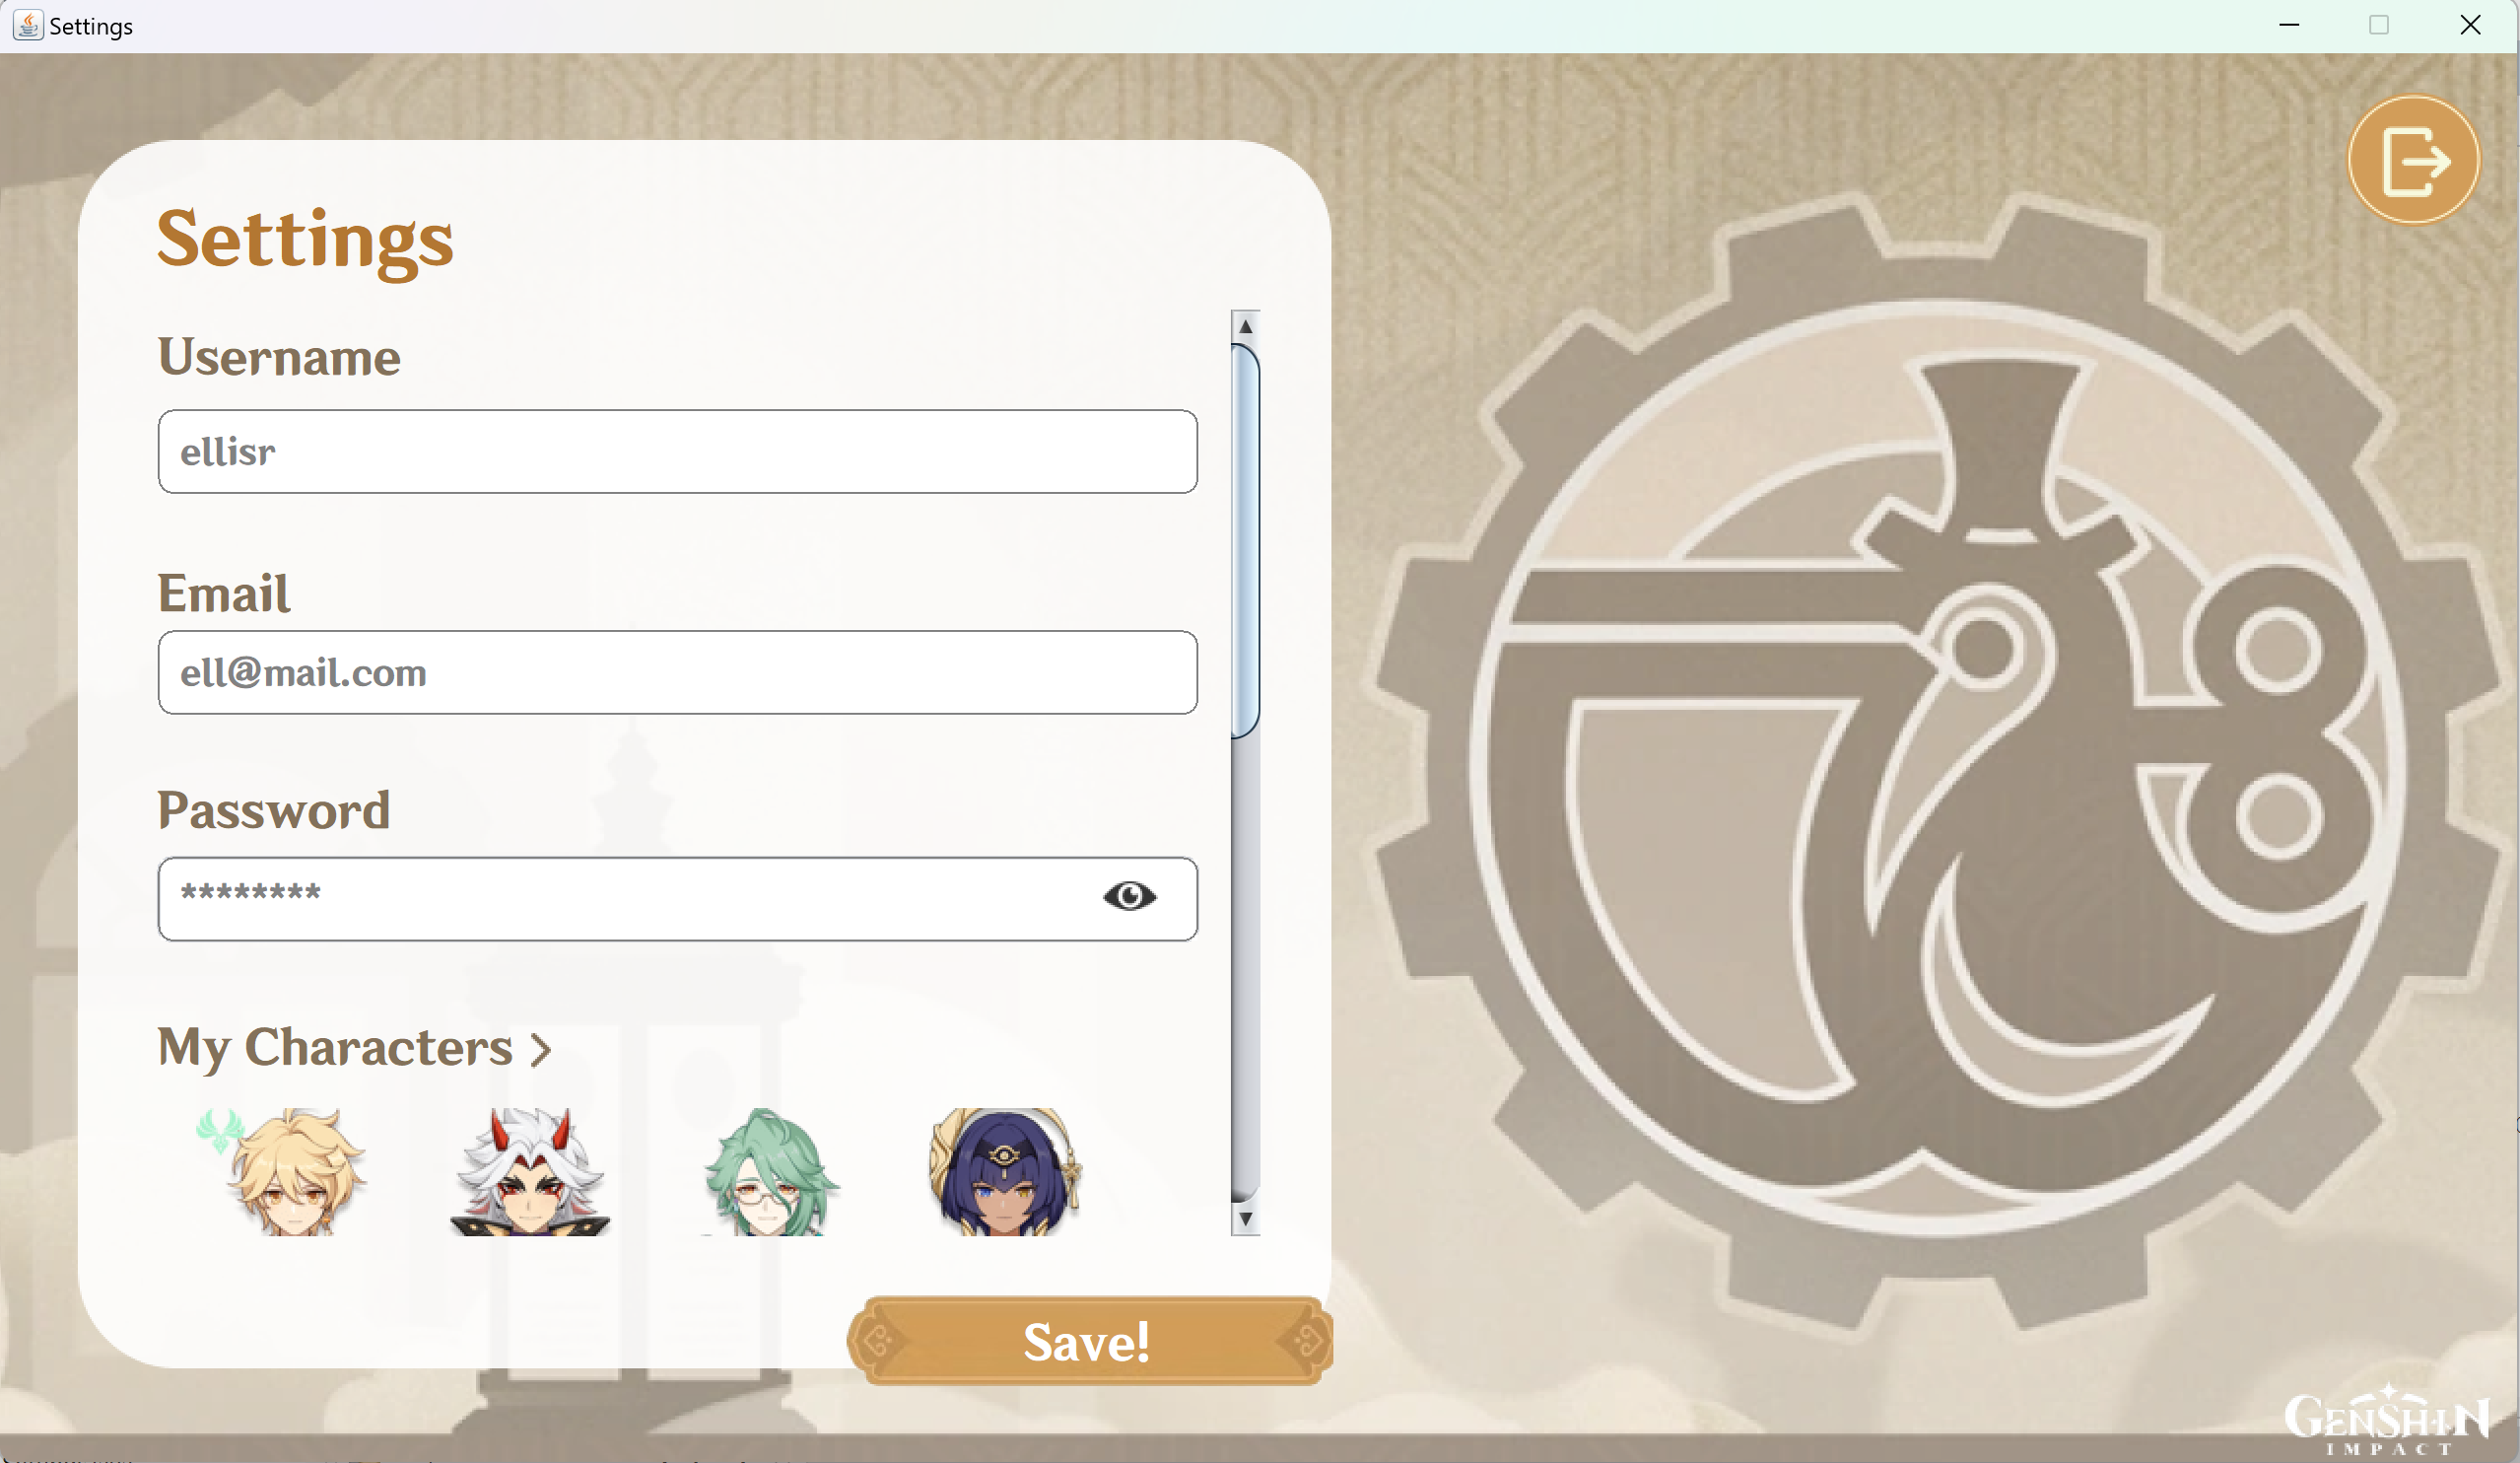 Settings
Settings
Username
ellisr
Email
ell@mail.com
Password
********
My Characters >
Save!
GENSHIN
IMPACT